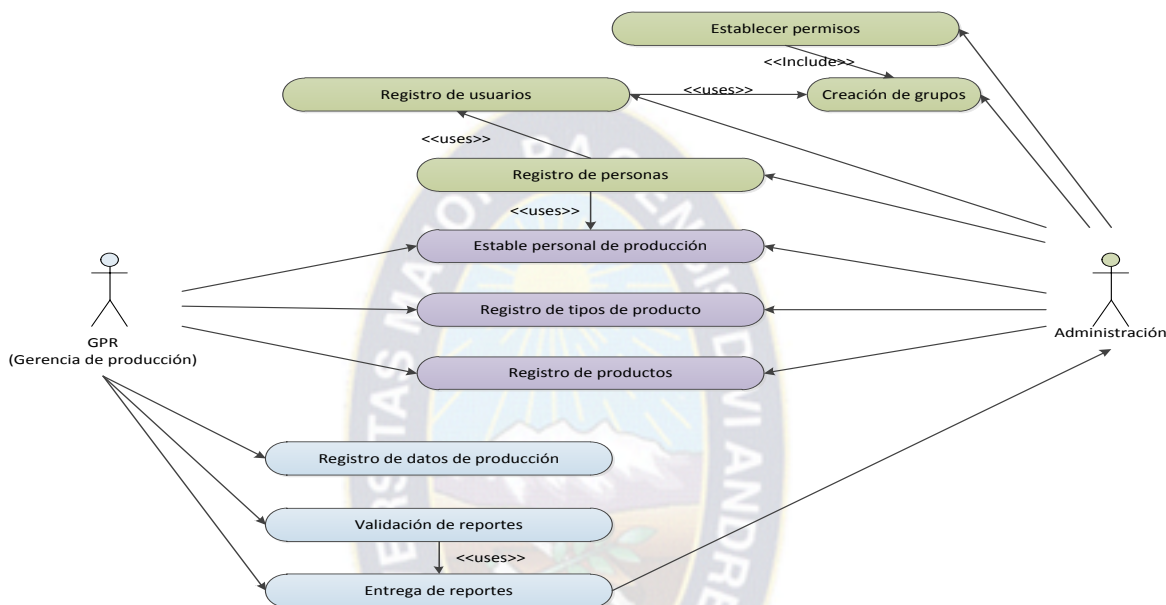 Establecer permisos
<<Include>>
Registro de usuarios
<<uses>>
Creación de grupos
<<uses>>
Registro de personas
<<uses>>
Estable personal de producción
Registro de tipos de producto
GPR
(Gerencia de producción)
Administración
Registro de productos
Registro de datos de producción
Validación de reportes
<<uses>>
Entrega de reportes